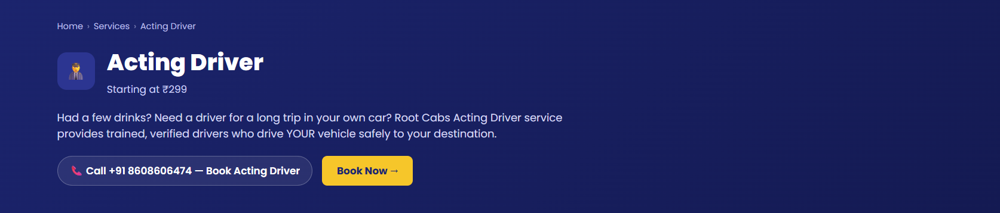 Home › Services › Acting Driver
Acting Driver
Starting at ₹299
Had a few drinks? Need a driver for a long trip in your own car? Root Cabs Acting Driver service
provides trained, verified drivers who drive YOUR vehicle safely to your destination.
Call +91 8608606474 — Book Acting Driver
Book Now →